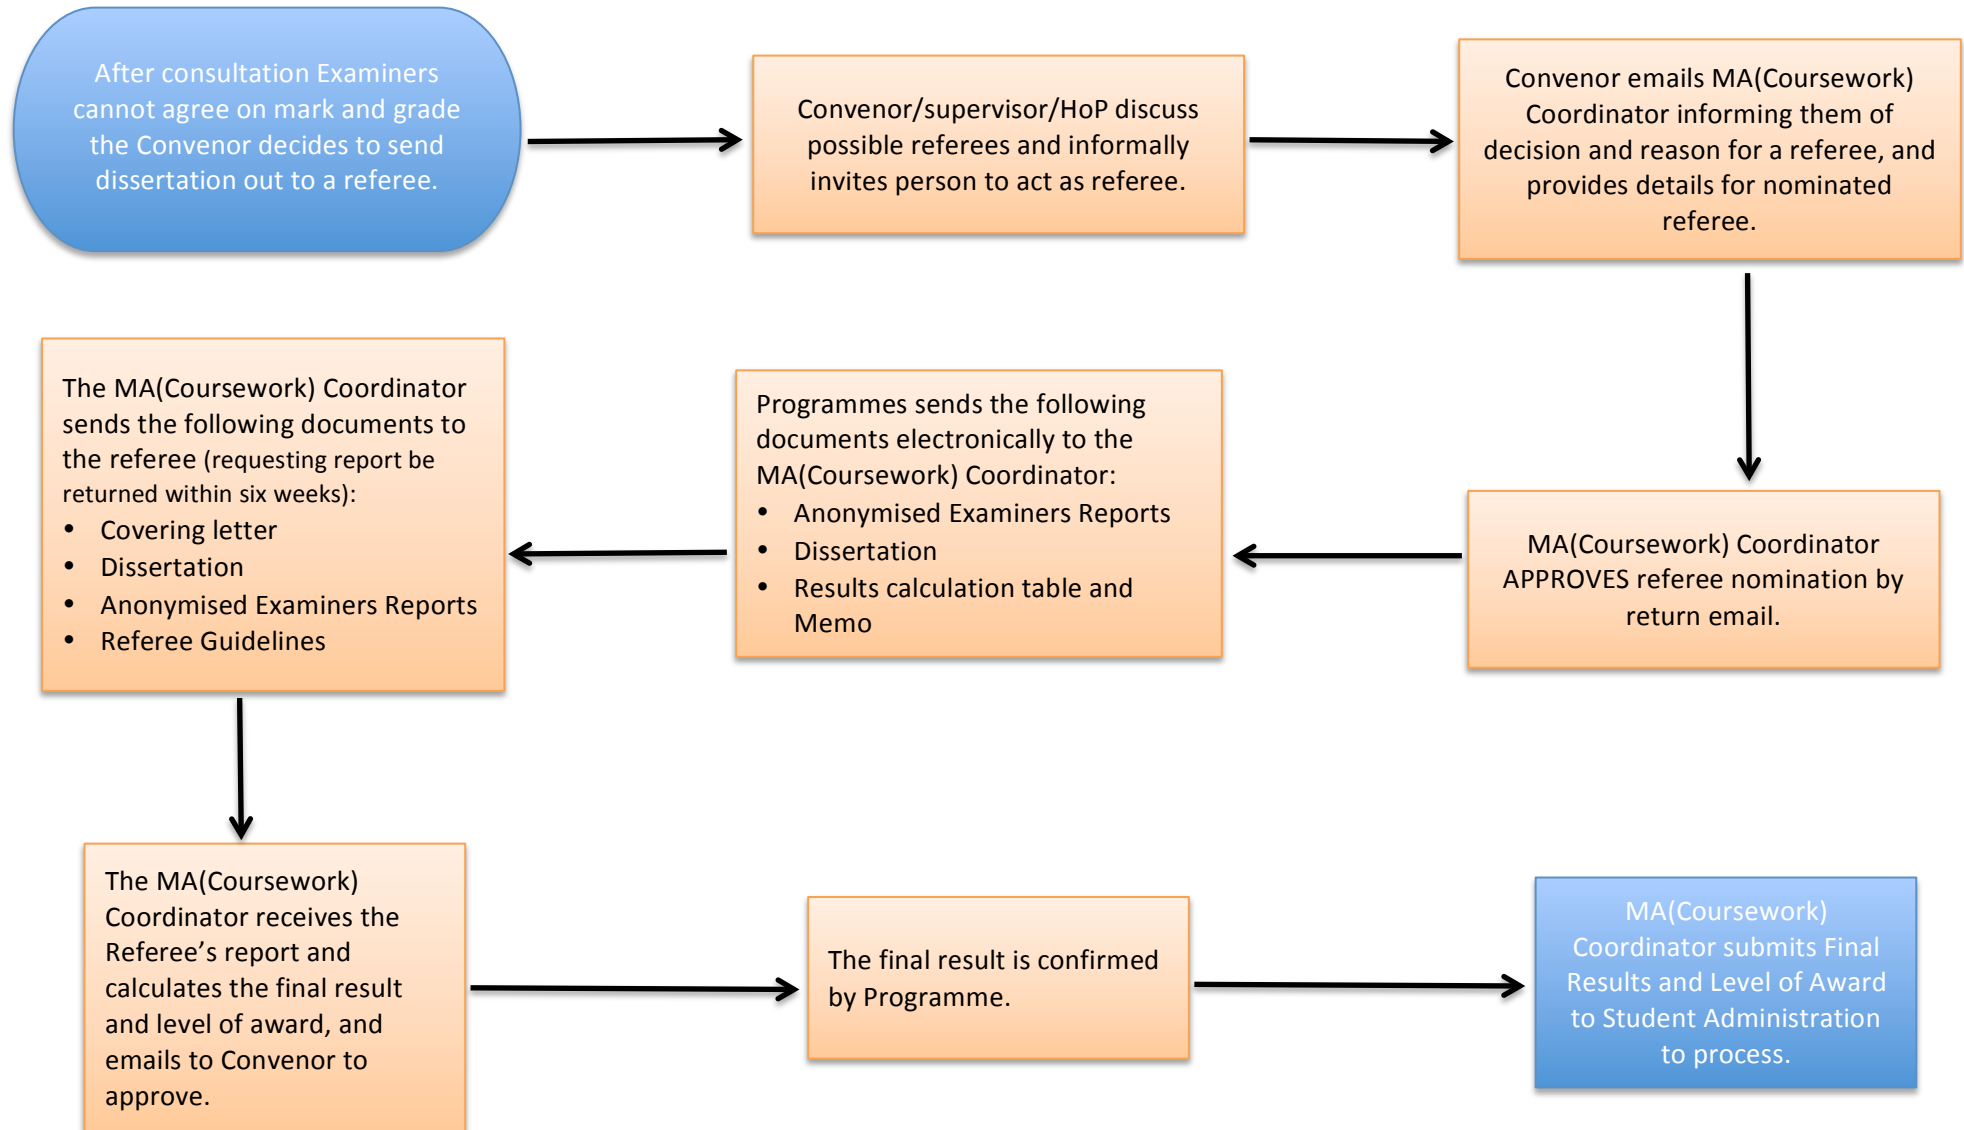 After consultation Examiners
cannot agree on mark and grade
the Convenor decides to send
dissertation out to a referee.
Convenor/supervisor/HoP discuss
possible referees and informally
invites person to act as referee.
Convenor emails MA(Coursework)
Coordinator informing them of
decision and reason for a referee, and
provides details for nominated
referee.
MA(Coursework) Coordinator
APPROVES referee nomination by
return email.
Programmes sends the following
documents electronically to the
MA(Coursework) Coordinator:
• Anonymised Examiners Reports
• Dissertation
• Results calculation table and
Memo
The MA(Coursework) Coordinator
sends the following documents to
the referee (requesting report be
returned within six weeks):
• Covering letter
• Dissertation
• Anonymised Examiners Reports
• Referee Guidelines
The MA(Coursework)
Coordinator receives the
Referee’s report and
calculates the final result
and level of award, and
emails to Convenor to
approve.
The final result is confirmed
by Programme.
MA(Coursework)
Coordinator submits Final
Results and Level of Award
to Student Administration
to process.